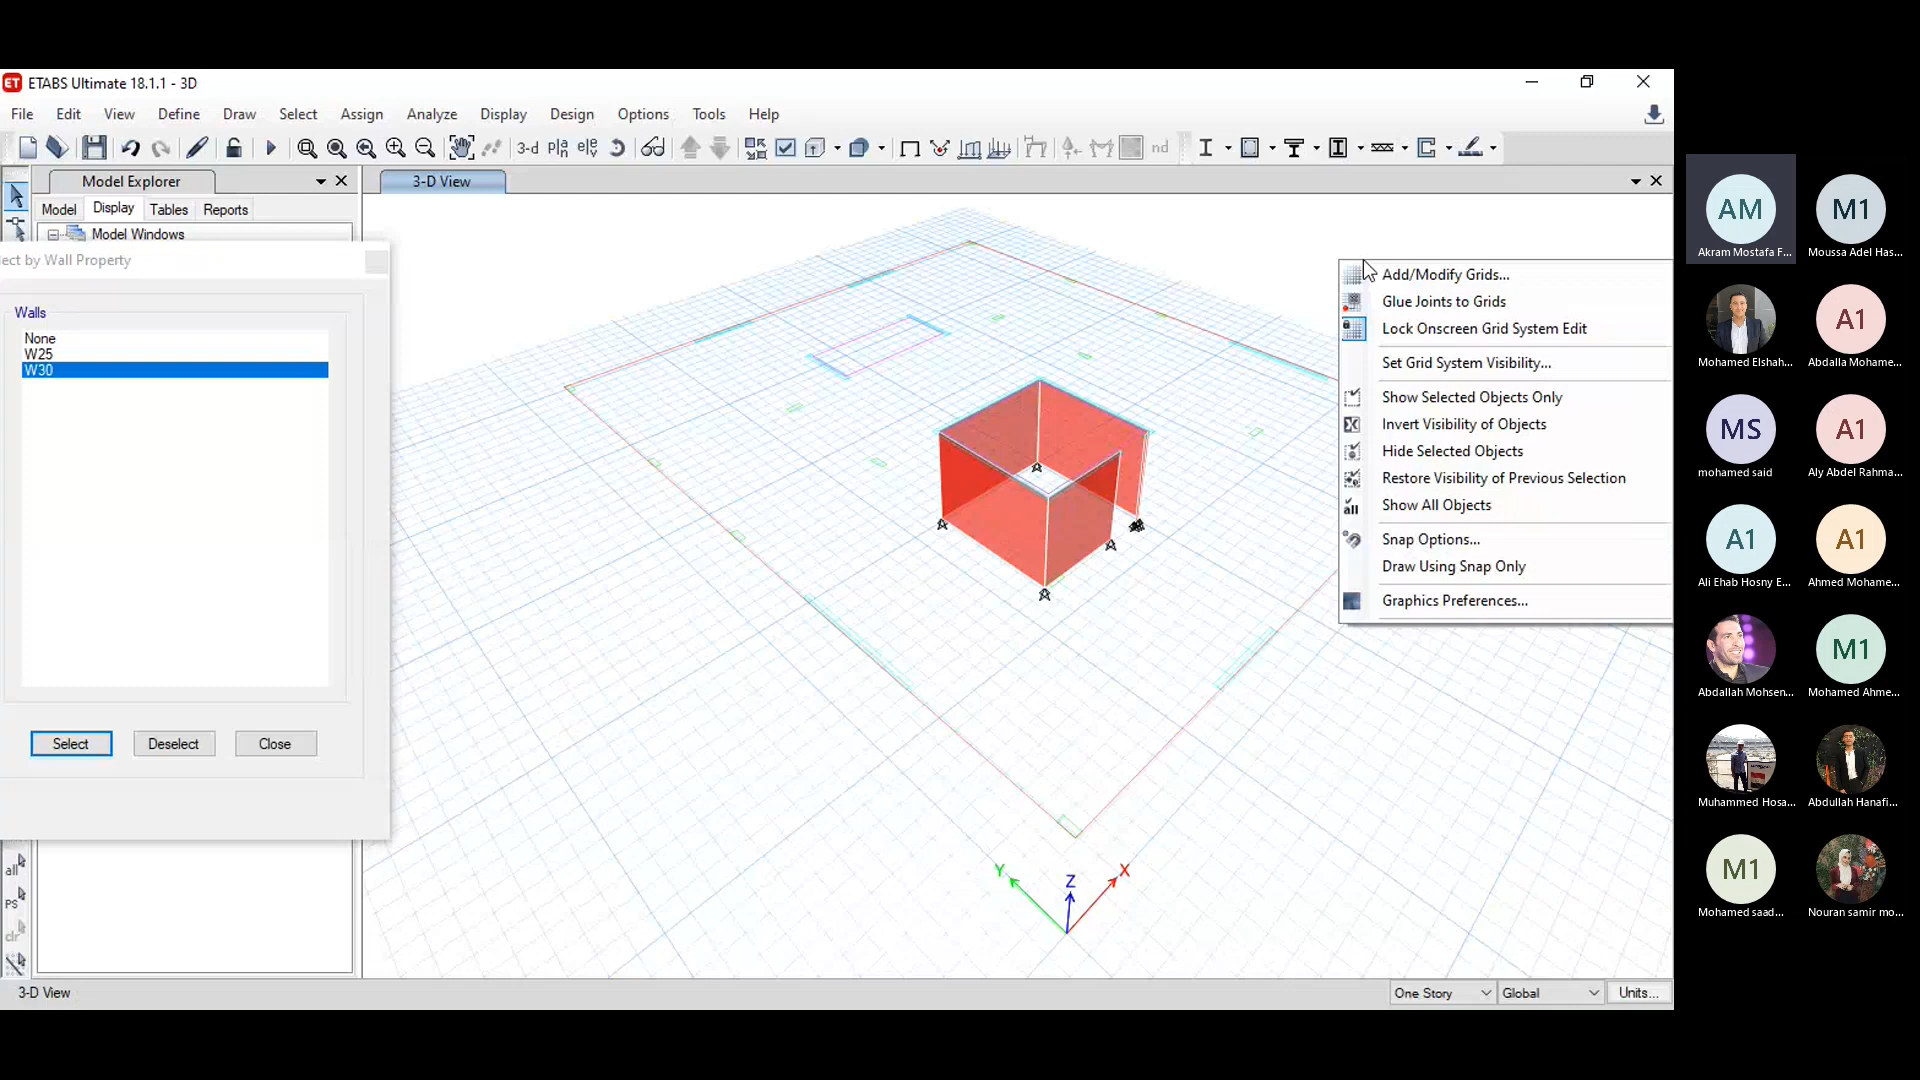 ETABS Ultimate 18.1.1 - 3D
File Edit View Define Draw Select Assign Analyze Display Design Options Tools Help
3-d
nd
Model Explorer
3-D View
Model Display Tables Reports
Model Windows
ect by Wall Property
Walls
None
W25
W30
Select Deselect Close
all
PS
clr
Add/Modify Grids...
Glue Joints to Grids
Lock Onscreen Grid System Edit
Set Grid System Visibility...
Show Selected Objects Only
Invert Visibility of Objects
Hide Selected Objects
Restore Visibility of Previous Selection
all Show All Objects
Snap Options...
Draw Using Snap Only
Graphics Preferences...
Y
Z
X
3-D View
One Story Global Units...
AM
Akram Mostafa F...
M1
Moussa Adel Has...
Mohamed Elshah...
A1
Abdalla Mohame...
MS
mohamed said
A1
Aly Abdel Rahma...
A1
Ali Ehab Hosny E...
A1
Ahmed Mohame...
Abdallah Mohsen...
M1
Mohamed Ahme...
Muhammed Hosa...
Abdullah Hanafi...
M1
Mohamed saad...
Nouran samir mo...